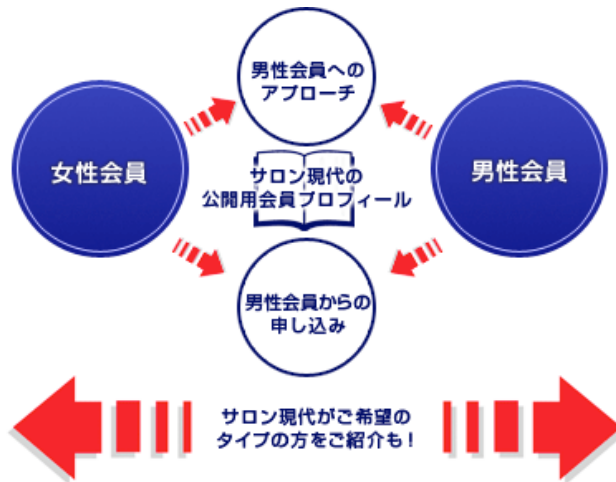 男性会員への
アプローチ
女性会員
男性会員
サロン現代の
公開用会員プロフィール
男性会員からの
申し込み
サロン現代がご希望の
タイプの方をご紹介も!